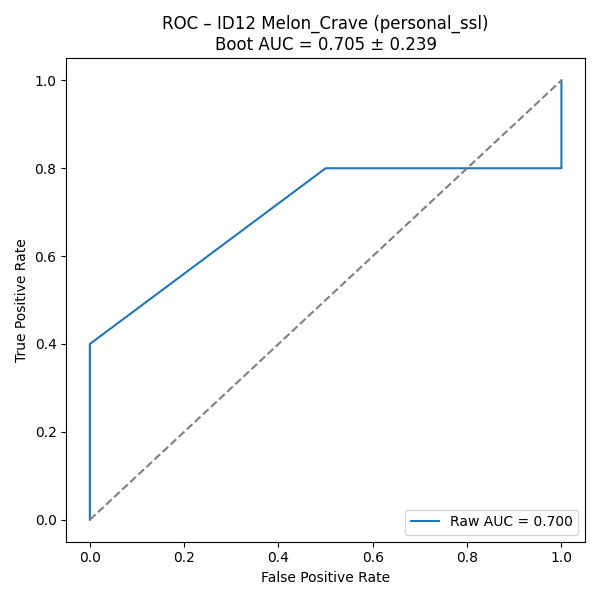 ROC – ID12 Melon_Crave (personal_ssl)
Boot AUC = 0.705 ± 0.239
1.0
0.8
0.6
0.4
0.2
0.0
True Positive Rate
Raw AUC = 0.700
0.0 0.2 0.4 0.6 0.8 1.0
False Positive Rate